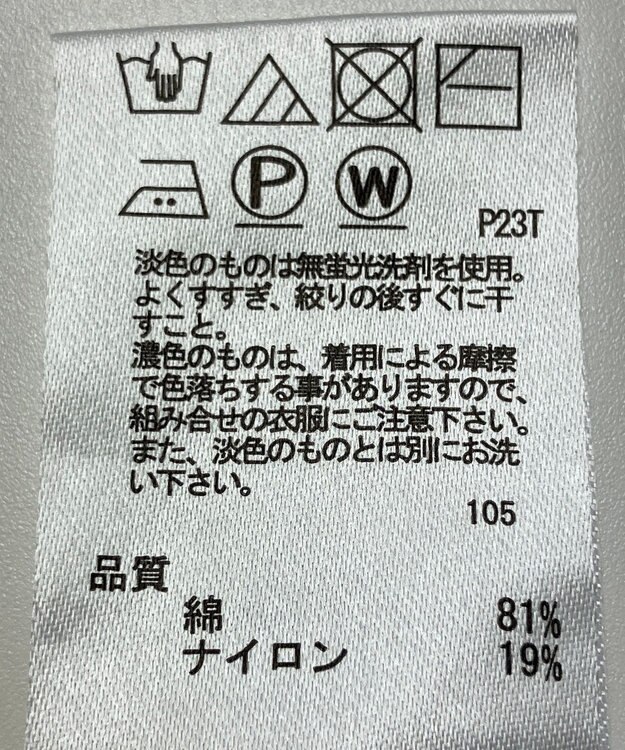 P W
P23T
淡色のものは無蛍光洗剤を使用。
よくすすぎ、絞りの後すぐに干
すこと。
濃色のものは、着用による摩擦
で色落ちする事がありますので、
組み合せの衣服にご注意下さい。
また、淡色のものとは別にお洗
い下さい。
105
品質
綿 81%
ナイロン 19%